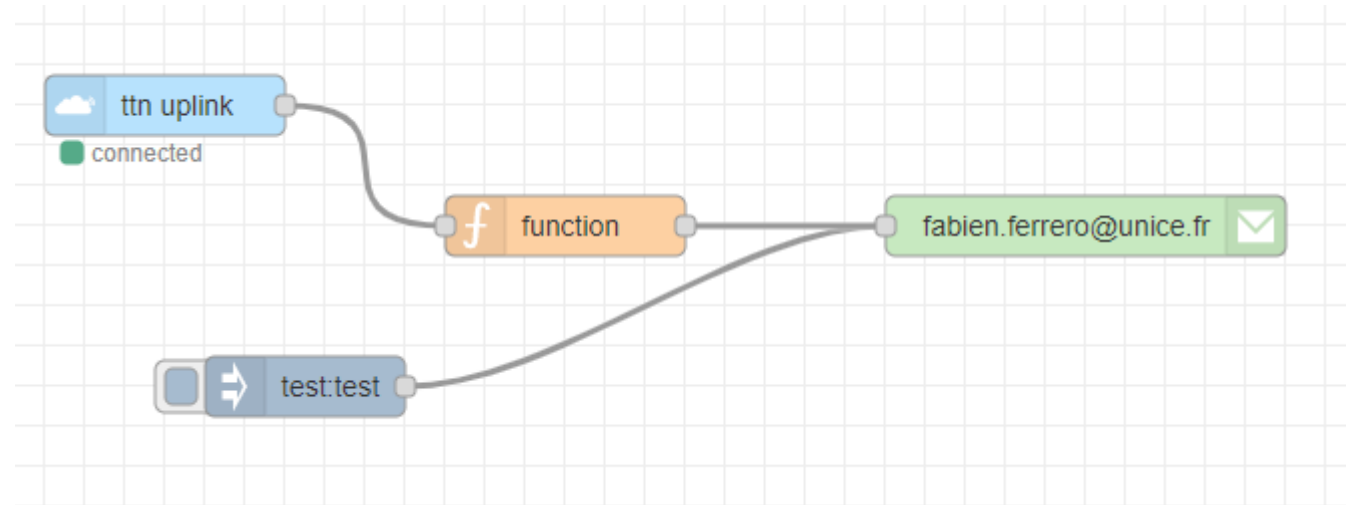 ttn uplink
connected
function
fabien.ferrero@unice.fr
test:test